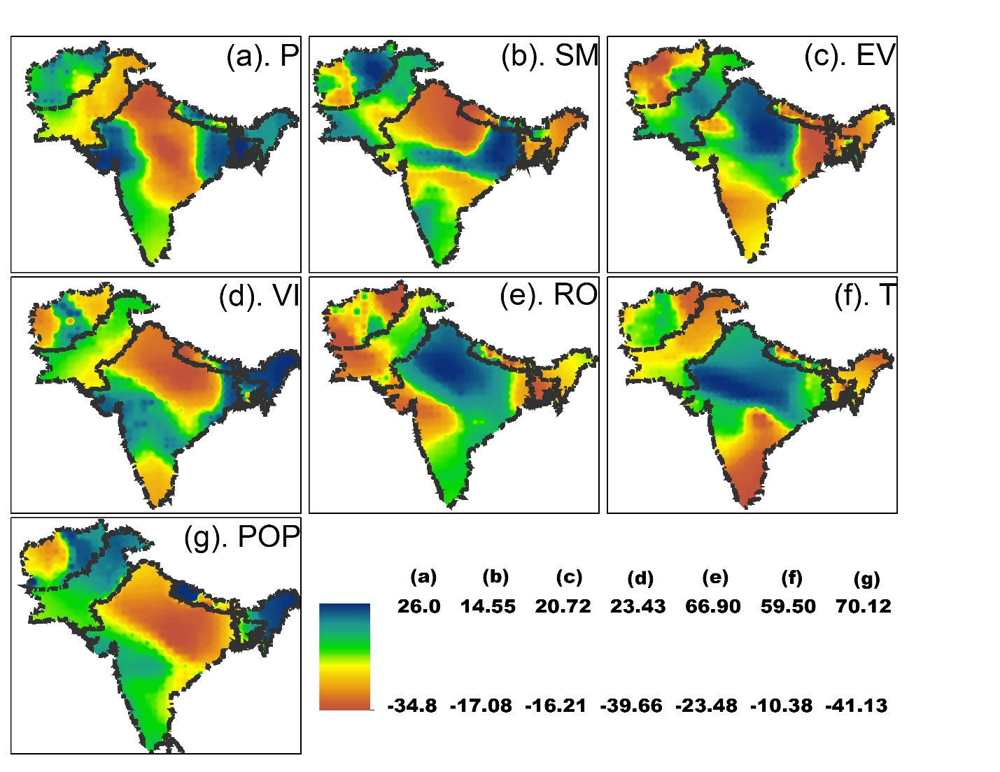 (a). P
(b). SM
(c). EV
(d). VI
(e). RO
(f). T
(g). POP
(a) (b) (c) (d) (e) (f) (g)
26.0 14.55 20.72 23.43 66.90 59.50 70.12
-34.8 -17.08 -16.21 -39.66 -23.48 -10.38 -41.13